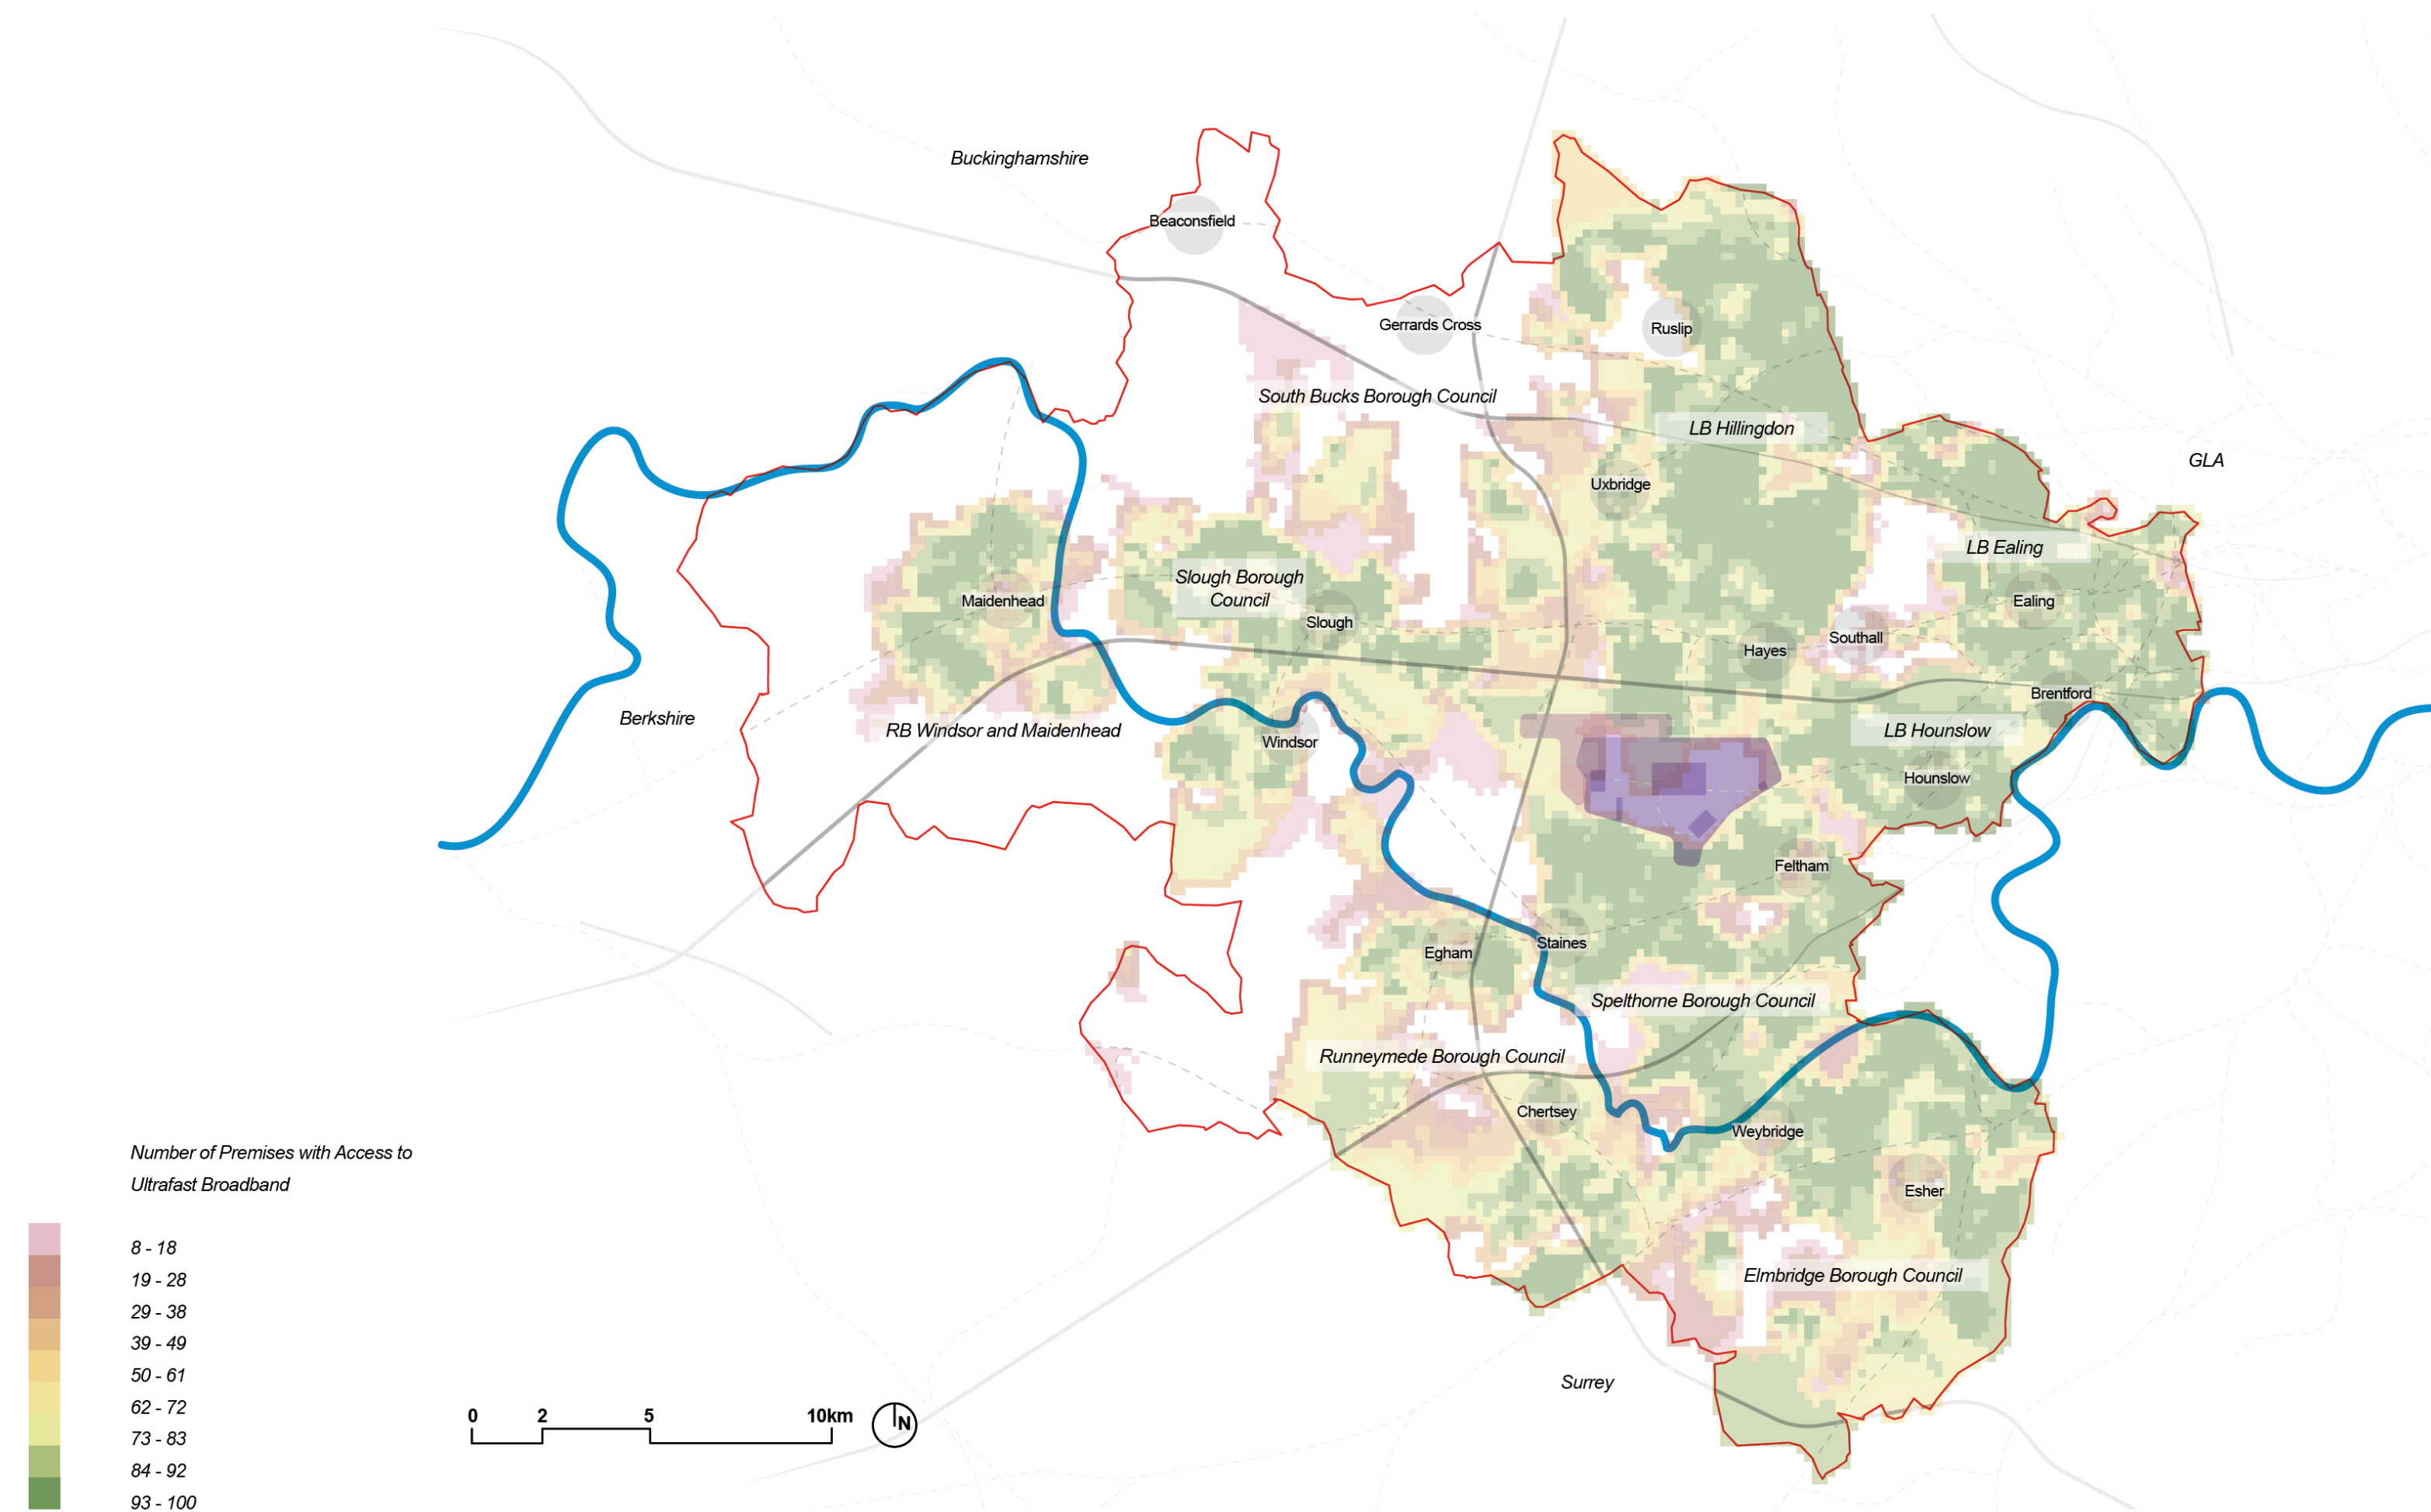 Buckinghamshire
Beaconsfield
Gerrards Cross
Ruslip
South Bucks Borough Council
LB Hillingdon
GLA
Uxbridge
LB Ealing
Slough Borough
Council
Maidenhead
Ealing
Slough
Southall
Hayes
Brentford
Berkshire
RB Windsor and Maidenhead
LB Hounslow
Windsor
Hounslow
Feltham
Staines
Egham
Spelthorne Borough Council
Runneymede Borough Council
Chertsey
Weybridge
Esher
Elmbridge Borough Council
Surrey
Number of Premises with Access to
Ultrafast Broadband
8 - 18
19 - 28
29 - 38
39 - 49
50 - 61
62 - 72
73 - 83
84 - 92
93 - 100
0 2 5 10km
N